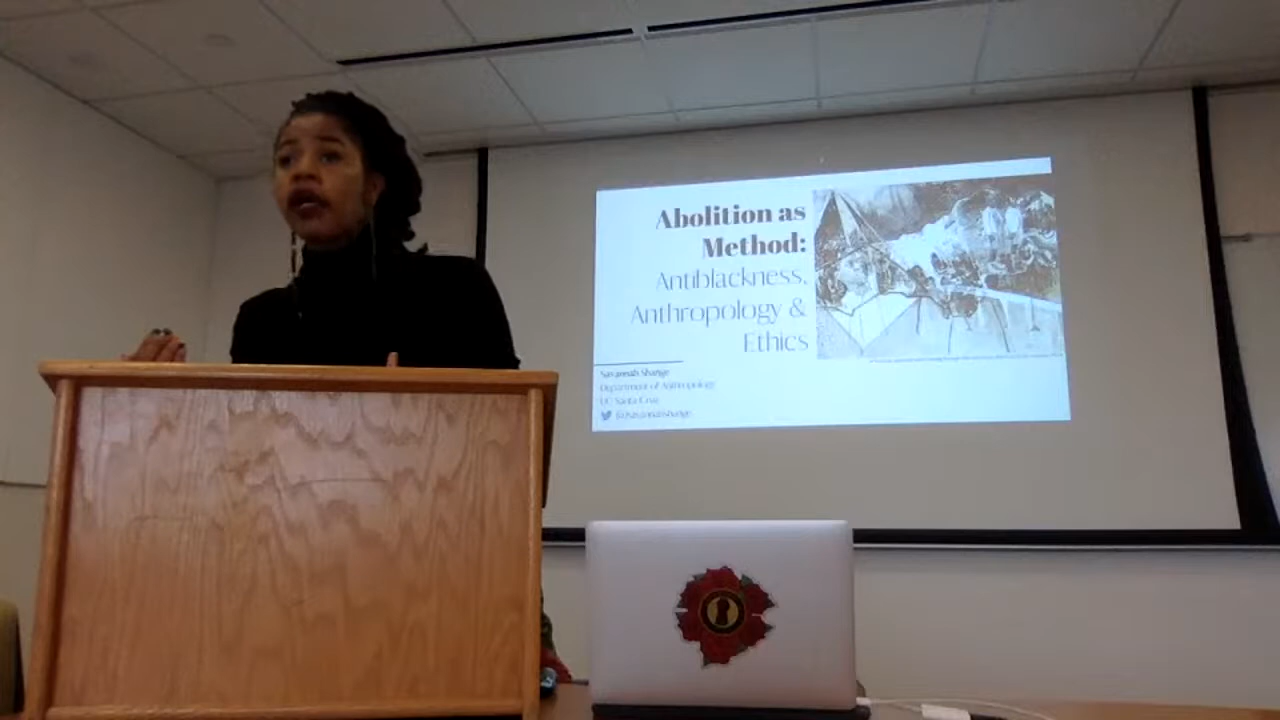 Abolition as
Method:
Antiblackness,
Anthropology &
Ethics
Savannah Shange
Department of Anthropology
UC Santa Cruz